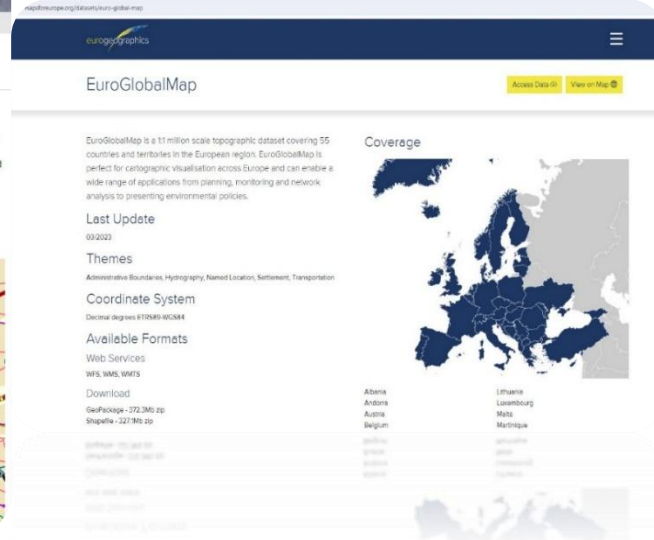 mapsforeurope.org/datasets/euro-global-map
eurogeographics
EuroGlobalMap
Access Data
View on Map
EuroGlobalMap is a 1:1 million scale topographic dataset covering 55
countries and territories in the European region. EuroGlobalMap is
perfect for cartographic visualisation across Europe and can enable a
wide range of applications from planning, monitoring and network
analysis to presenting environmental policies.
Last Update
03/2023
Themes
Administrative Boundaries, Hydrography, Named Location, Settlement, Transportation
Coordinate System
Decimal degrees ETRS89-WGS84
Available Formats
Web Services
WFS, WMS, WMTS
Download
GeoPackage - 372.3Mb zip
Shapefile - 327.1Mb zip
Coverage
Albania
Andorra
Austria
Belgium
Lithuania
Luxembourg
Malta
Martinique